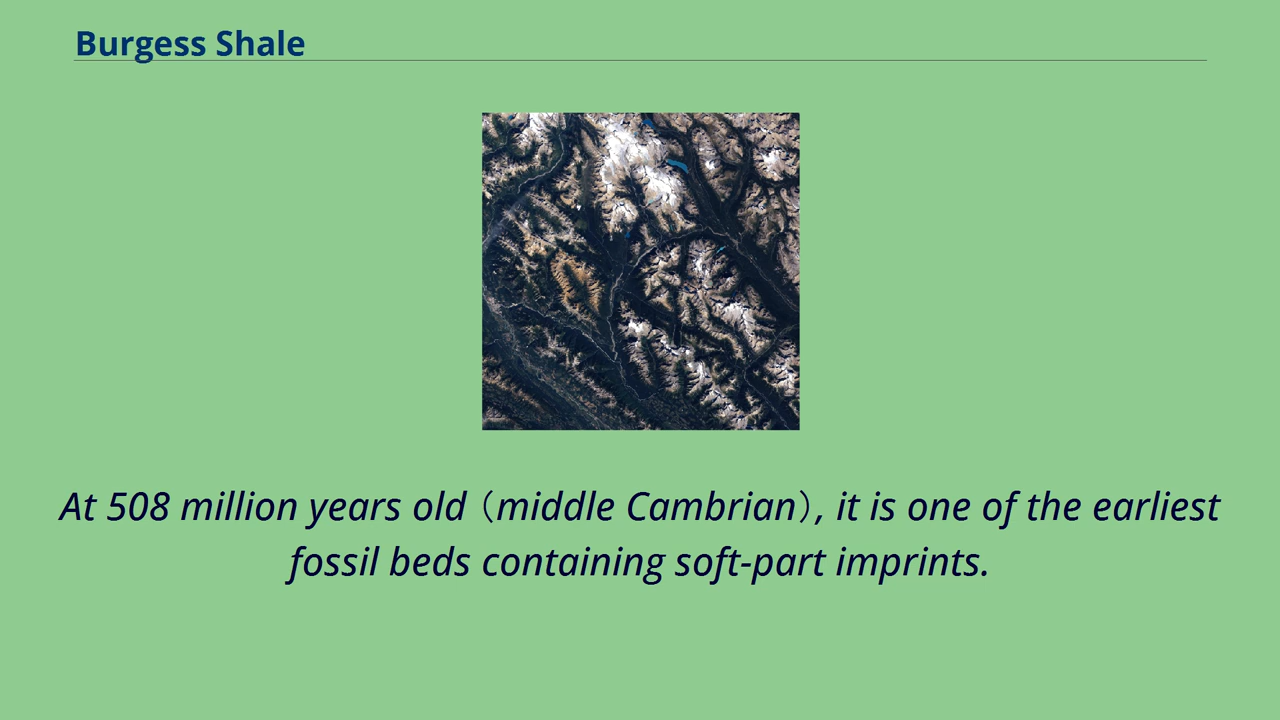 Burgess Shale
At 508 million years old（middle Cambrian）, it is one of the earliest
fossil beds containing soft-part imprints.